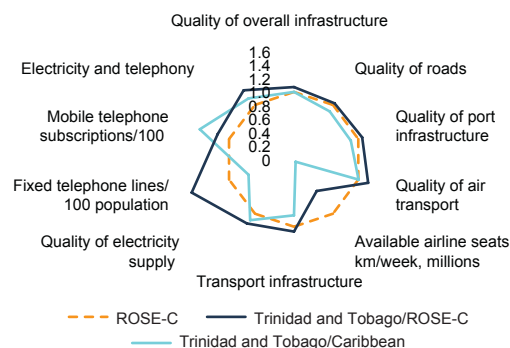 Quality of overall infrastructure
1.6
1.4
1.2
1.0
0.8
0.6
0.4
0.2
0
Electricity and telephony
Quality of roads
Mobile telephone
subscriptions/100
Quality of port
infrastructure
Fixed telephone lines/
100 population
Quality of air
transport
Quality of electricity
supply
Available airline seats
km/week, millions
Transport infrastructure
ROSE-C
Trinidad and Tobago/ROSE-C
Trinidad and Tobago/Caribbean